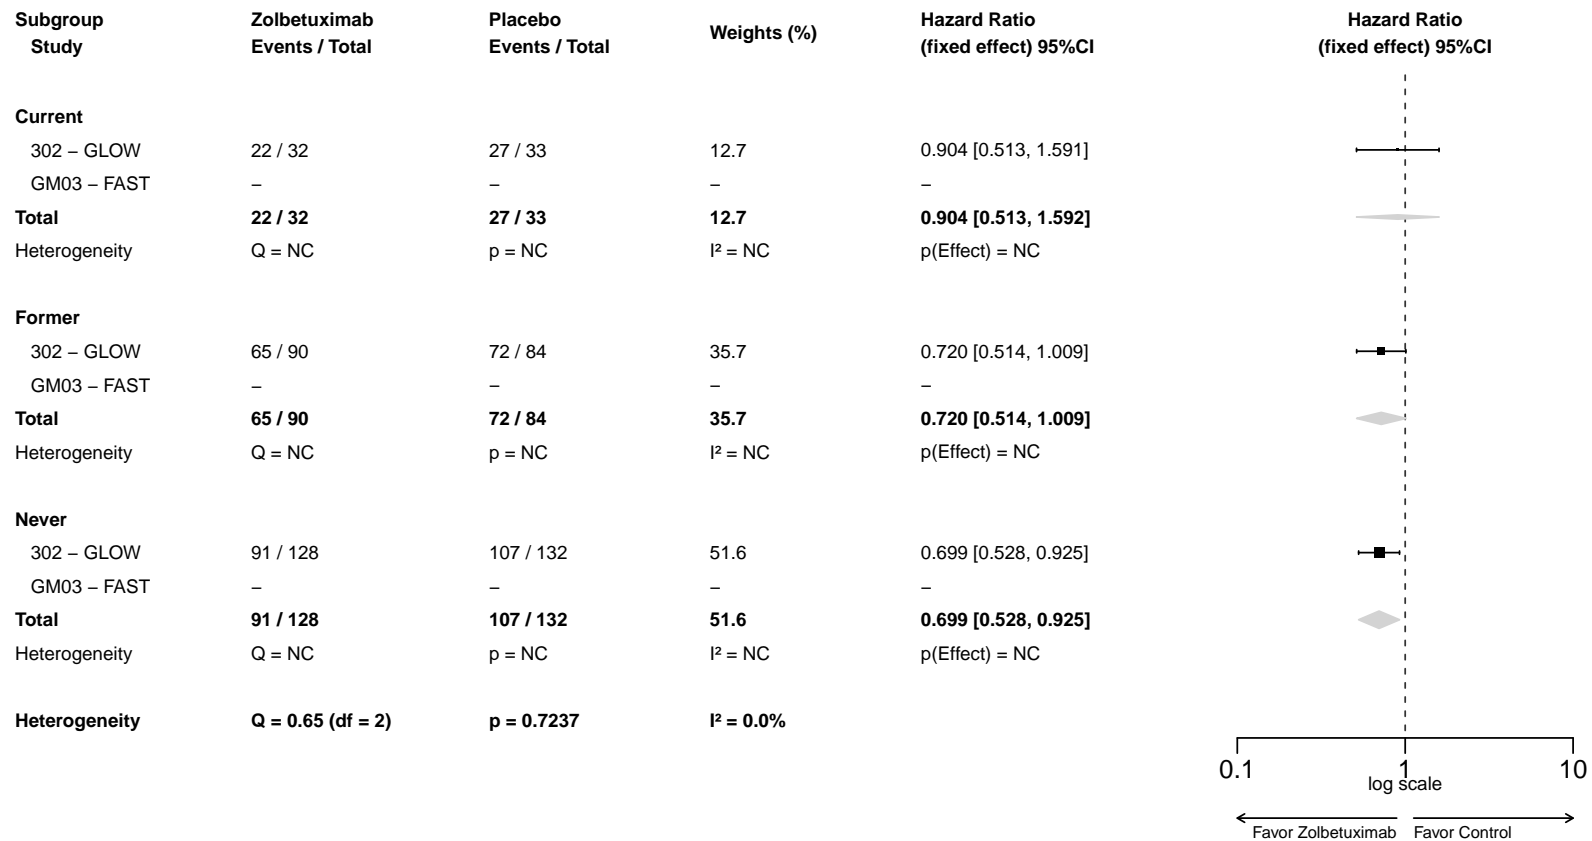 Subgroup Zolbetuximab Placebo Weights (%) Hazard Ratio Hazard Ratio
Study Events / Total Events / Total (fixed effect) 95%CI (fixed effect) 95%CI
Current
302 – GLOW 22 / 32 27 / 33 12.7 0.904 [0.513, 1.591]
GM03 – FAST – – – –
Total 22 / 32 27 / 33 12.7 0.904 [0.513, 1.592]
Heterogeneity Q = NC p = NC I² = NC p(Effect) = NC
Former
302 – GLOW 65 / 90 72 / 84 35.7 0.720 [0.514, 1.009]
GM03 – FAST – – – –
Total 65 / 90 72 / 84 35.7 0.720 [0.514, 1.009]
Heterogeneity Q = NC p = NC I² = NC p(Effect) = NC
Never
302 – GLOW 91 / 128 107 / 132 51.6 0.699 [0.528, 0.925]
GM03 – FAST – – – –
Total 91 / 128 107 / 132 51.6 0.699 [0.528, 0.925]
Heterogeneity Q = NC p = NC I² = NC p(Effect) = NC
Heterogeneity Q = 0.65 (df = 2) p = 0.7237 I² = 0.0%
0.1 1 10
log scale
Favor Zolbetuximab Favor Control